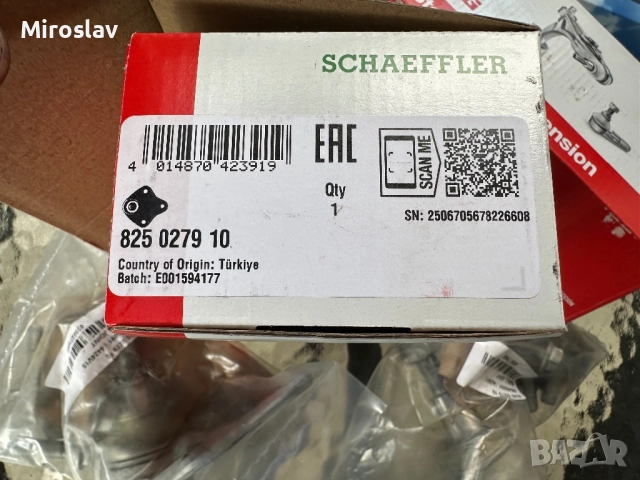 Miroslav
SCHAEFFLER
EAC
SCAN ME
4 014870 423919
Qty
1
SN: 2506705678226608
825 0279 10
Country of Origin: Türkiye
Batch: E001594177
ension
BAZAR